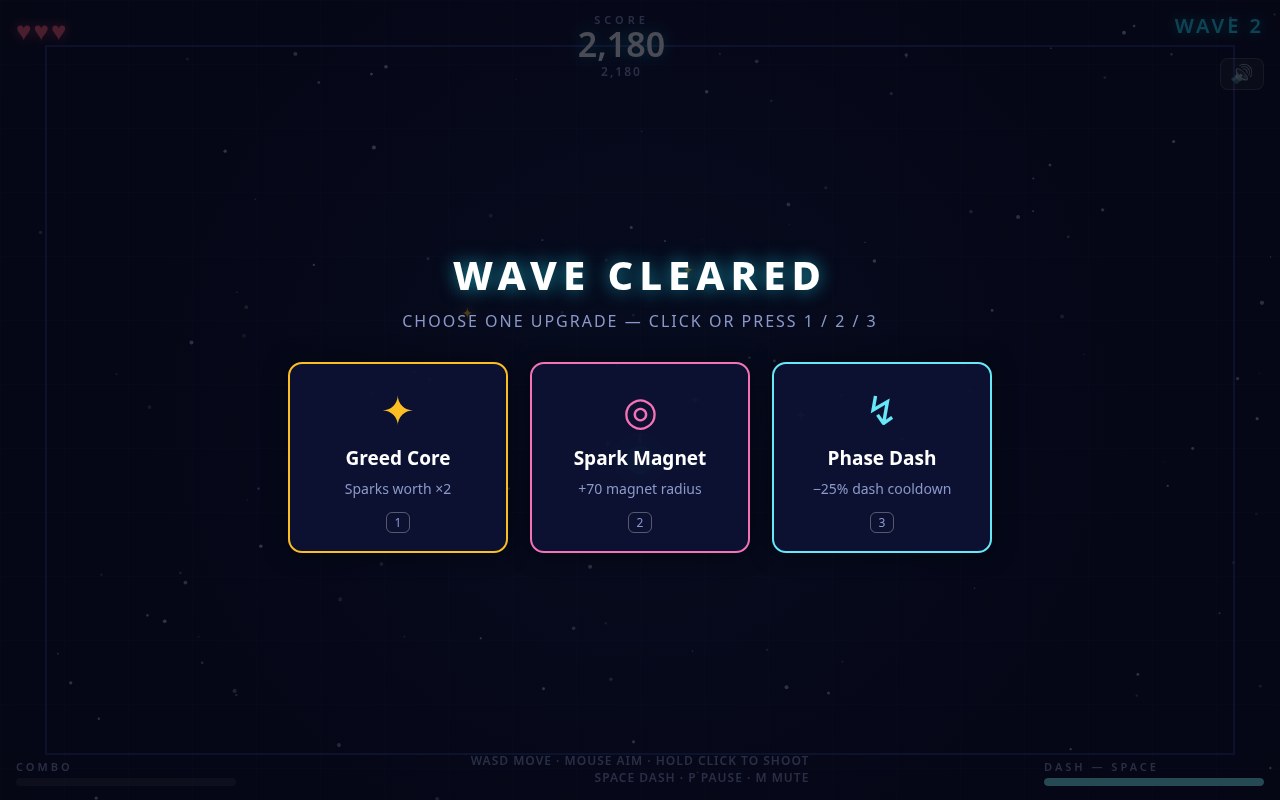 ♥♥♥
SCORE
2,180
2,180
WAVE 2
WAVE CLEARED
CHOOSE ONE UPGRADE — CLICK OR PRESS 1 / 2 / 3
Greed Core
Sparks worth ×2
1
Spark Magnet
+70 magnet radius
2
Phase Dash
−25% dash cooldown
3
COMBO
WASD MOVE · MOUSE AIM · HOLD CLICK TO SHOOT
SPACE DASH · P PAUSE · M MUTE
DASH — SPACE